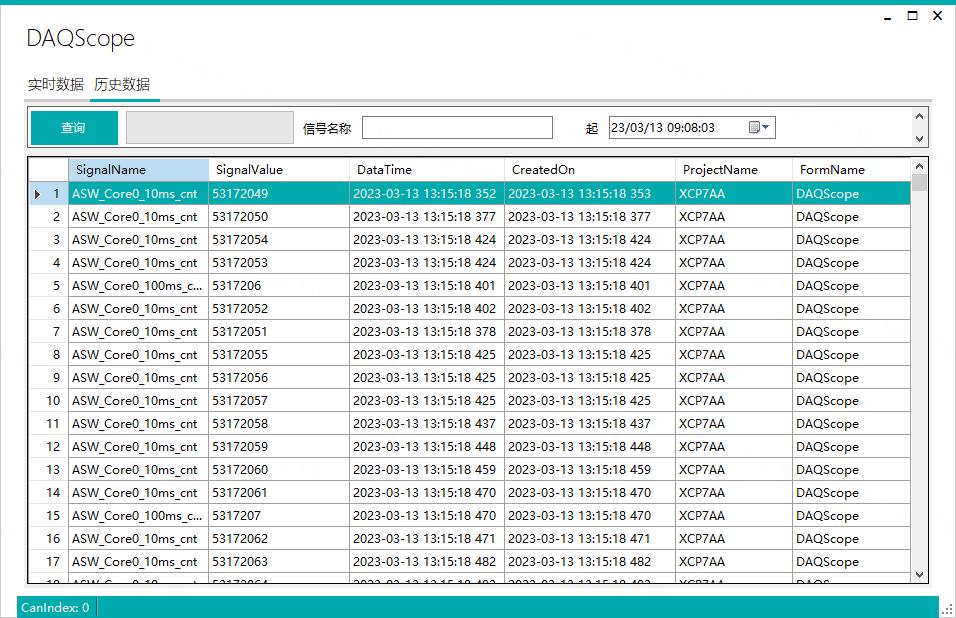 DAQScope
实时数据 历史数据
查询 信号名称 起 23/03/13 09:08:03
SignalName SignalValue DataTime CreatedOn ProjectName FormName
1 ASW_Core0_10ms_cnt 53172049 2023-03-13 13:15:18 352 2023-03-13 13:15:18 353 XCP7AA DAQScope
2 ASW_Core0_10ms_cnt 53172050 2023-03-13 13:15:18 377 2023-03-13 13:15:18 377 XCP7AA DAQScope
3 ASW_Core0_10ms_cnt 53172054 2023-03-13 13:15:18 424 2023-03-13 13:15:18 424 XCP7AA DAQScope
4 ASW_Core0_10ms_cnt 53172053 2023-03-13 13:15:18 424 2023-03-13 13:15:18 424 XCP7AA DAQScope
5 ASW_Core0_100ms_c... 5317206 2023-03-13 13:15:18 401 2023-03-13 13:15:18 401 XCP7AA DAQScope
6 ASW_Core0_10ms_cnt 53172052 2023-03-13 13:15:18 402 2023-03-13 13:15:18 402 XCP7AA DAQScope
7 ASW_Core0_10ms_cnt 53172051 2023-03-13 13:15:18 378 2023-03-13 13:15:18 378 XCP7AA DAQScope
8 ASW_Core0_10ms_cnt 53172055 2023-03-13 13:15:18 425 2023-03-13 13:15:18 425 XCP7AA DAQScope
9 ASW_Core0_10ms_cnt 53172056 2023-03-13 13:15:18 425 2023-03-13 13:15:18 425 XCP7AA DAQScope
10 ASW_Core0_10ms_cnt 53172057 2023-03-13 13:15:18 425 2023-03-13 13:15:18 425 XCP7AA DAQScope
11 ASW_Core0_10ms_cnt 53172058 2023-03-13 13:15:18 437 2023-03-13 13:15:18 437 XCP7AA DAQScope
12 ASW_Core0_10ms_cnt 53172059 2023-03-13 13:15:18 448 2023-03-13 13:15:18 448 XCP7AA DAQScope
13 ASW_Core0_10ms_cnt 53172060 2023-03-13 13:15:18 459 2023-03-13 13:15:18 459 XCP7AA DAQScope
14 ASW_Core0_10ms_cnt 53172061 2023-03-13 13:15:18 470 2023-03-13 13:15:18 470 XCP7AA DAQScope
15 ASW_Core0_100ms_c... 5317207 2023-03-13 13:15:18 470 2023-03-13 13:15:18 470 XCP7AA DAQScope
16 ASW_Core0_10ms_cnt 53172062 2023-03-13 13:15:18 471 2023-03-13 13:15:18 471 XCP7AA DAQScope
17 ASW_Core0_10ms_cnt 53172063 2023-03-13 13:15:18 482 2023-03-13 13:15:18 482 XCP7AA DAQScope
CanIndex: 0